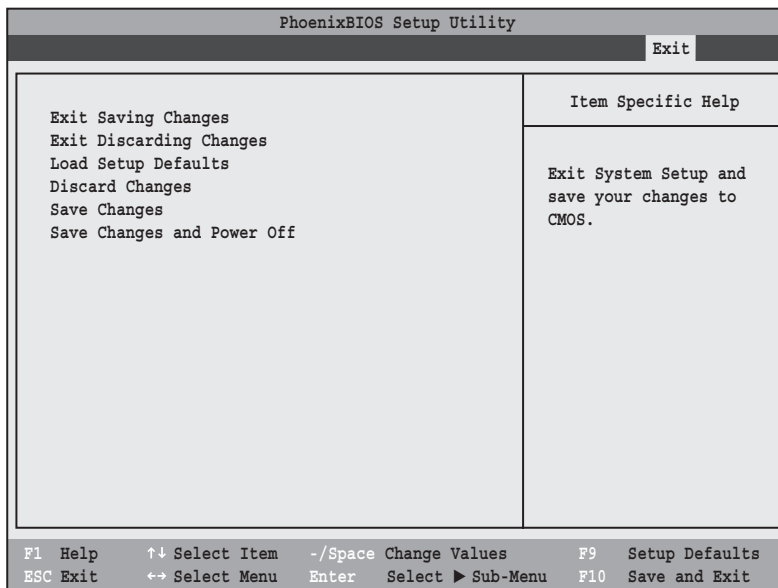 PhoenixBIOS Setup Utility
Exit
Exit Saving Changes
Exit Discarding Changes
Load Setup Defaults
Discard Changes
Save Changes
Save Changes and Power Off
Item Specific Help
Exit System Setup and
save your changes to
CMOS.
F1 Help ↑↓ Select Item -/Space Change Values F9 Setup Defaults
ESC Exit ←→ Select Menu Enter Select ▶ Sub-Menu F10 Save and Exit